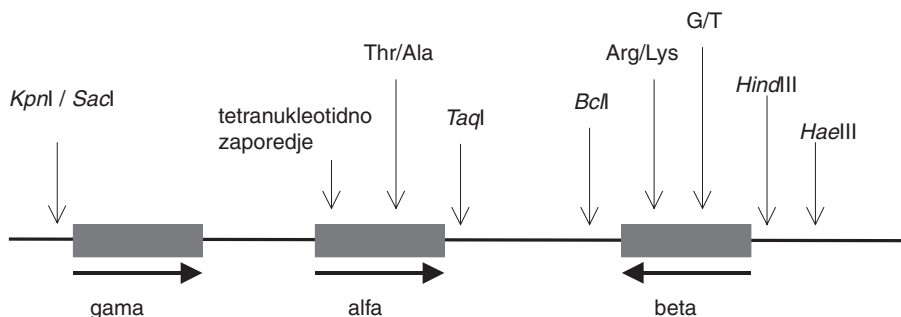 G/T
Thr/Ala
Arg/Lys
KpnI / SacI
HindIII
tetranukleotidno
zaporedje
TaqI
BclI
HaeIII
gama
alfa
beta